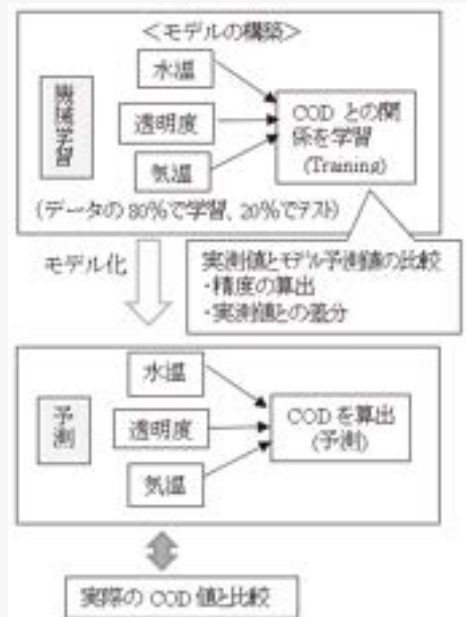 ＜モデルの構築＞
機械学習
水温
透明度
気温
COD との関
係を学習
(Training)
(データの 80%で学習、20%でテスト)
モデル化
実測値とモデル予測値の比較
・精度の算出
・実測値との差分
予測
水温
透明度
気温
COD を算出
(予測)
実際の COD 値と比較